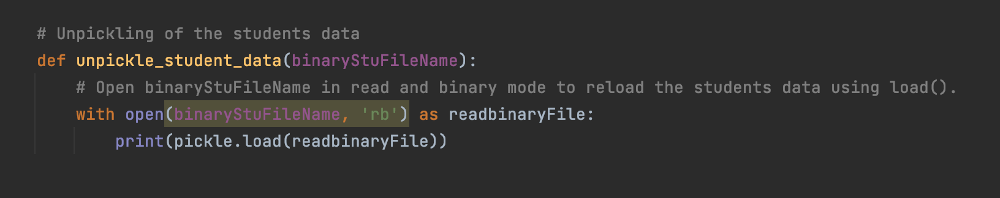 # Unpickling of the students data
def unpickle_student_data(binaryStuFileName):
    # Open binaryStuFileName in read and binary mode to reload the students data using load().
    with open(binaryStuFileName, 'rb') as readbinaryFile:
        print(pickle.load(readbinaryFile))